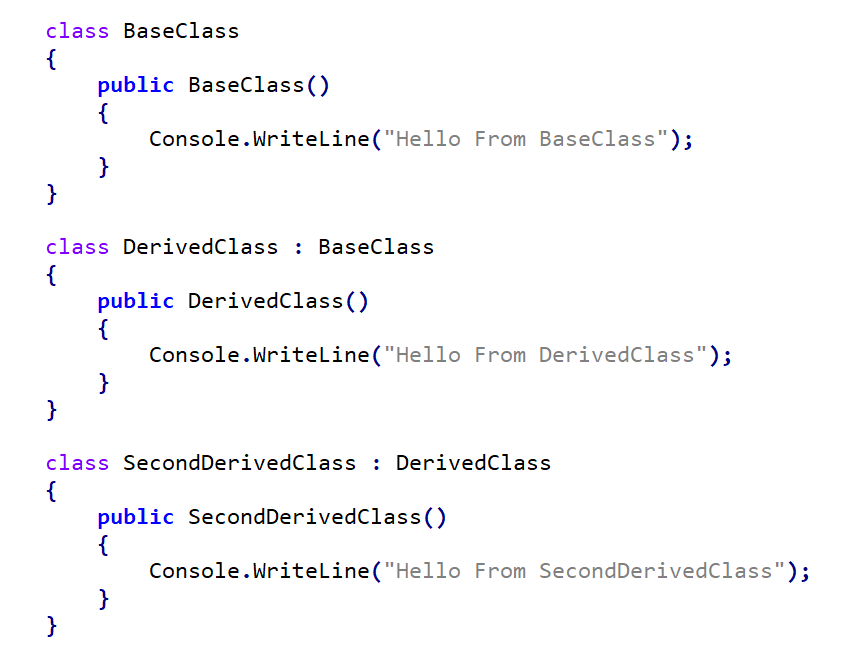 class BaseClass
{
    public BaseClass()
    {
        Console.WriteLine("Hello From BaseClass");
    }
}

class DerivedClass : BaseClass
{
    public DerivedClass()
    {
        Console.WriteLine("Hello From DerivedClass");
    }
}

class SecondDerivedClass : DerivedClass
{
    public SecondDerivedClass()
    {
        Console.WriteLine("Hello From SecondDerivedClass");
    }
}